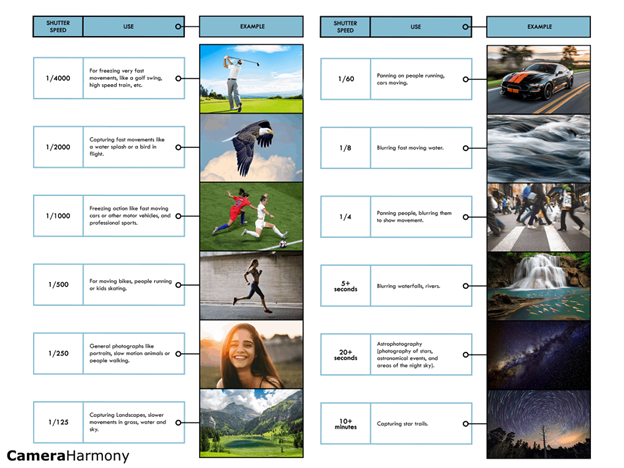 SHUTTER
SPEED
USE
EXAMPLE
1/4000
For freezing very fast
movements, like a golf swing,
high speed train, etc.
1/2000
Capturing fast movements like
a water splash or a bird in
flight.
1/1000
Freezing action like fast moving
cars or other motor vehicles, and
professional sports.
1/500
For moving bikes, people running
or kids skating.
1/250
General photographs like
portraits, slow motion animals or
people walking.
1/125
Capturing Landscapes, slower
movements in grass, water and
sky.
SHUTTER
SPEED
USE
EXAMPLE
1/60
Panning on people running,
cars moving.
1/8
Blurring fast moving water.
1/4
Panning people, blurring them
to show movement.
5+
seconds
Blurring waterfalls, rivers.
20+
seconds
Astrophotography
(photography of stars,
astronomical events, and
areas of the night sky).
10+
minutes
Capturing star trails.
CameraHarmony